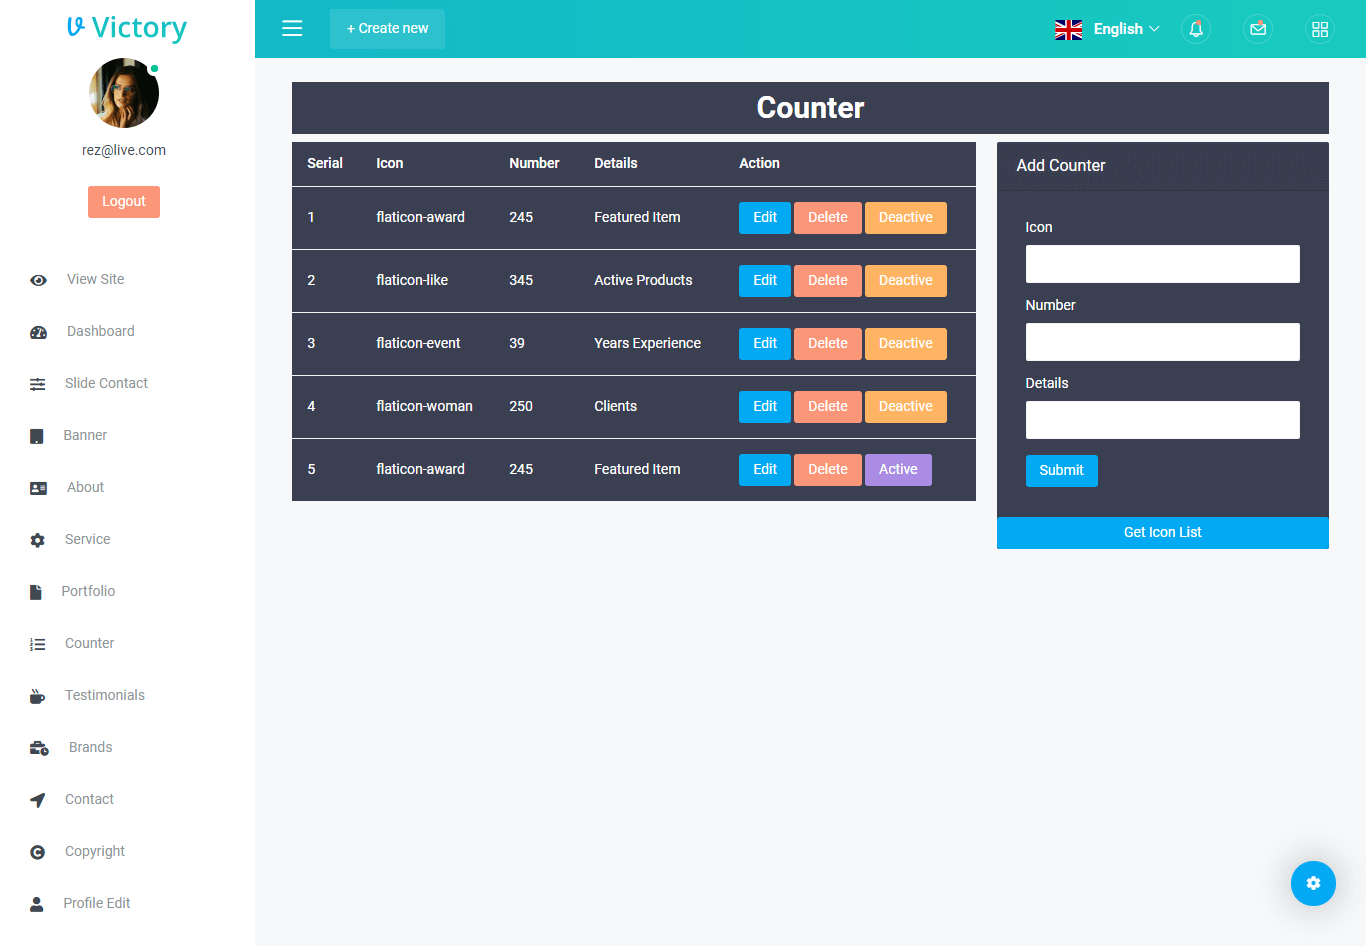 Victory
rez@live.com
Logout
View Site
Dashboard
Slide Contact
Banner
About
Service
Portfolio
Counter
Testimonials
Brands
Contact
Copyright
Profile Edit
+ Create new
English
Counter
Serial Icon Number Details Action
1 flaticon-award 245 Featured Item Edit Delete Deactive
2 flaticon-like 345 Active Products Edit Delete Deactive
3 flaticon-event 39 Years Experience Edit Delete Deactive
4 flaticon-woman 250 Clients Edit Delete Deactive
5 flaticon-award 245 Featured Item Edit Delete Active
Add Counter
Icon
Number
Details
Submit
Get Icon List